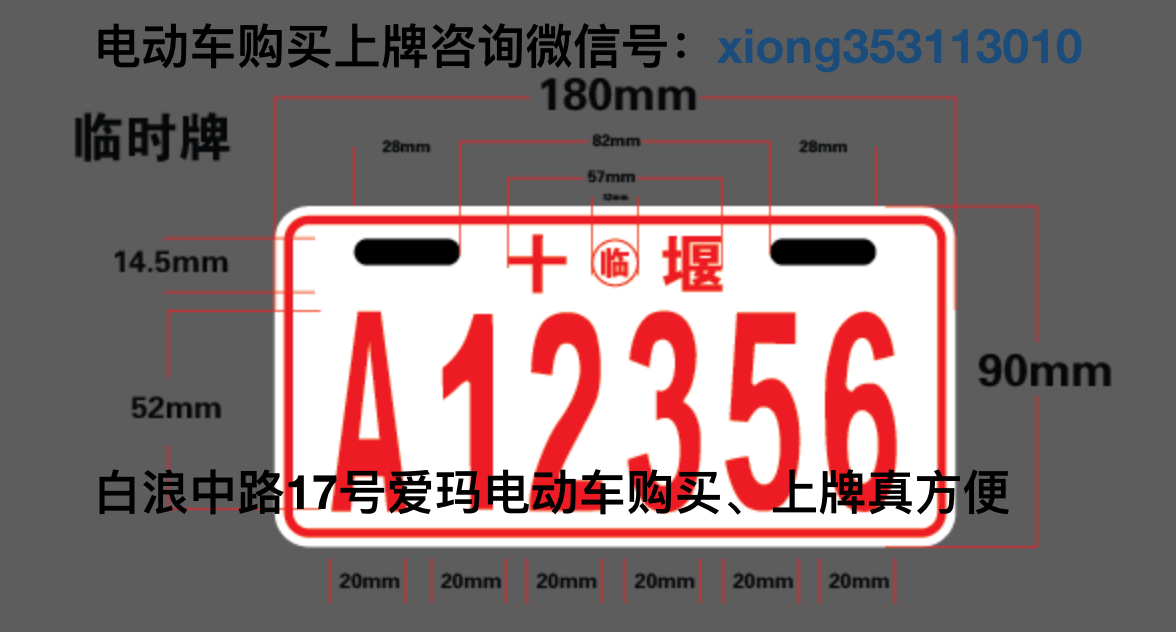 电动车购买上牌咨询微信号：xiong353113010
180mm
临时牌
28mm 82mm 28mm
57mm
12mm
十 临 堰
14.5mm
A12356
90mm
52mm
白浪中路17号爱玛电动车购买、上牌真方便
20mm 20mm 20mm 20mm 20mm 20mm